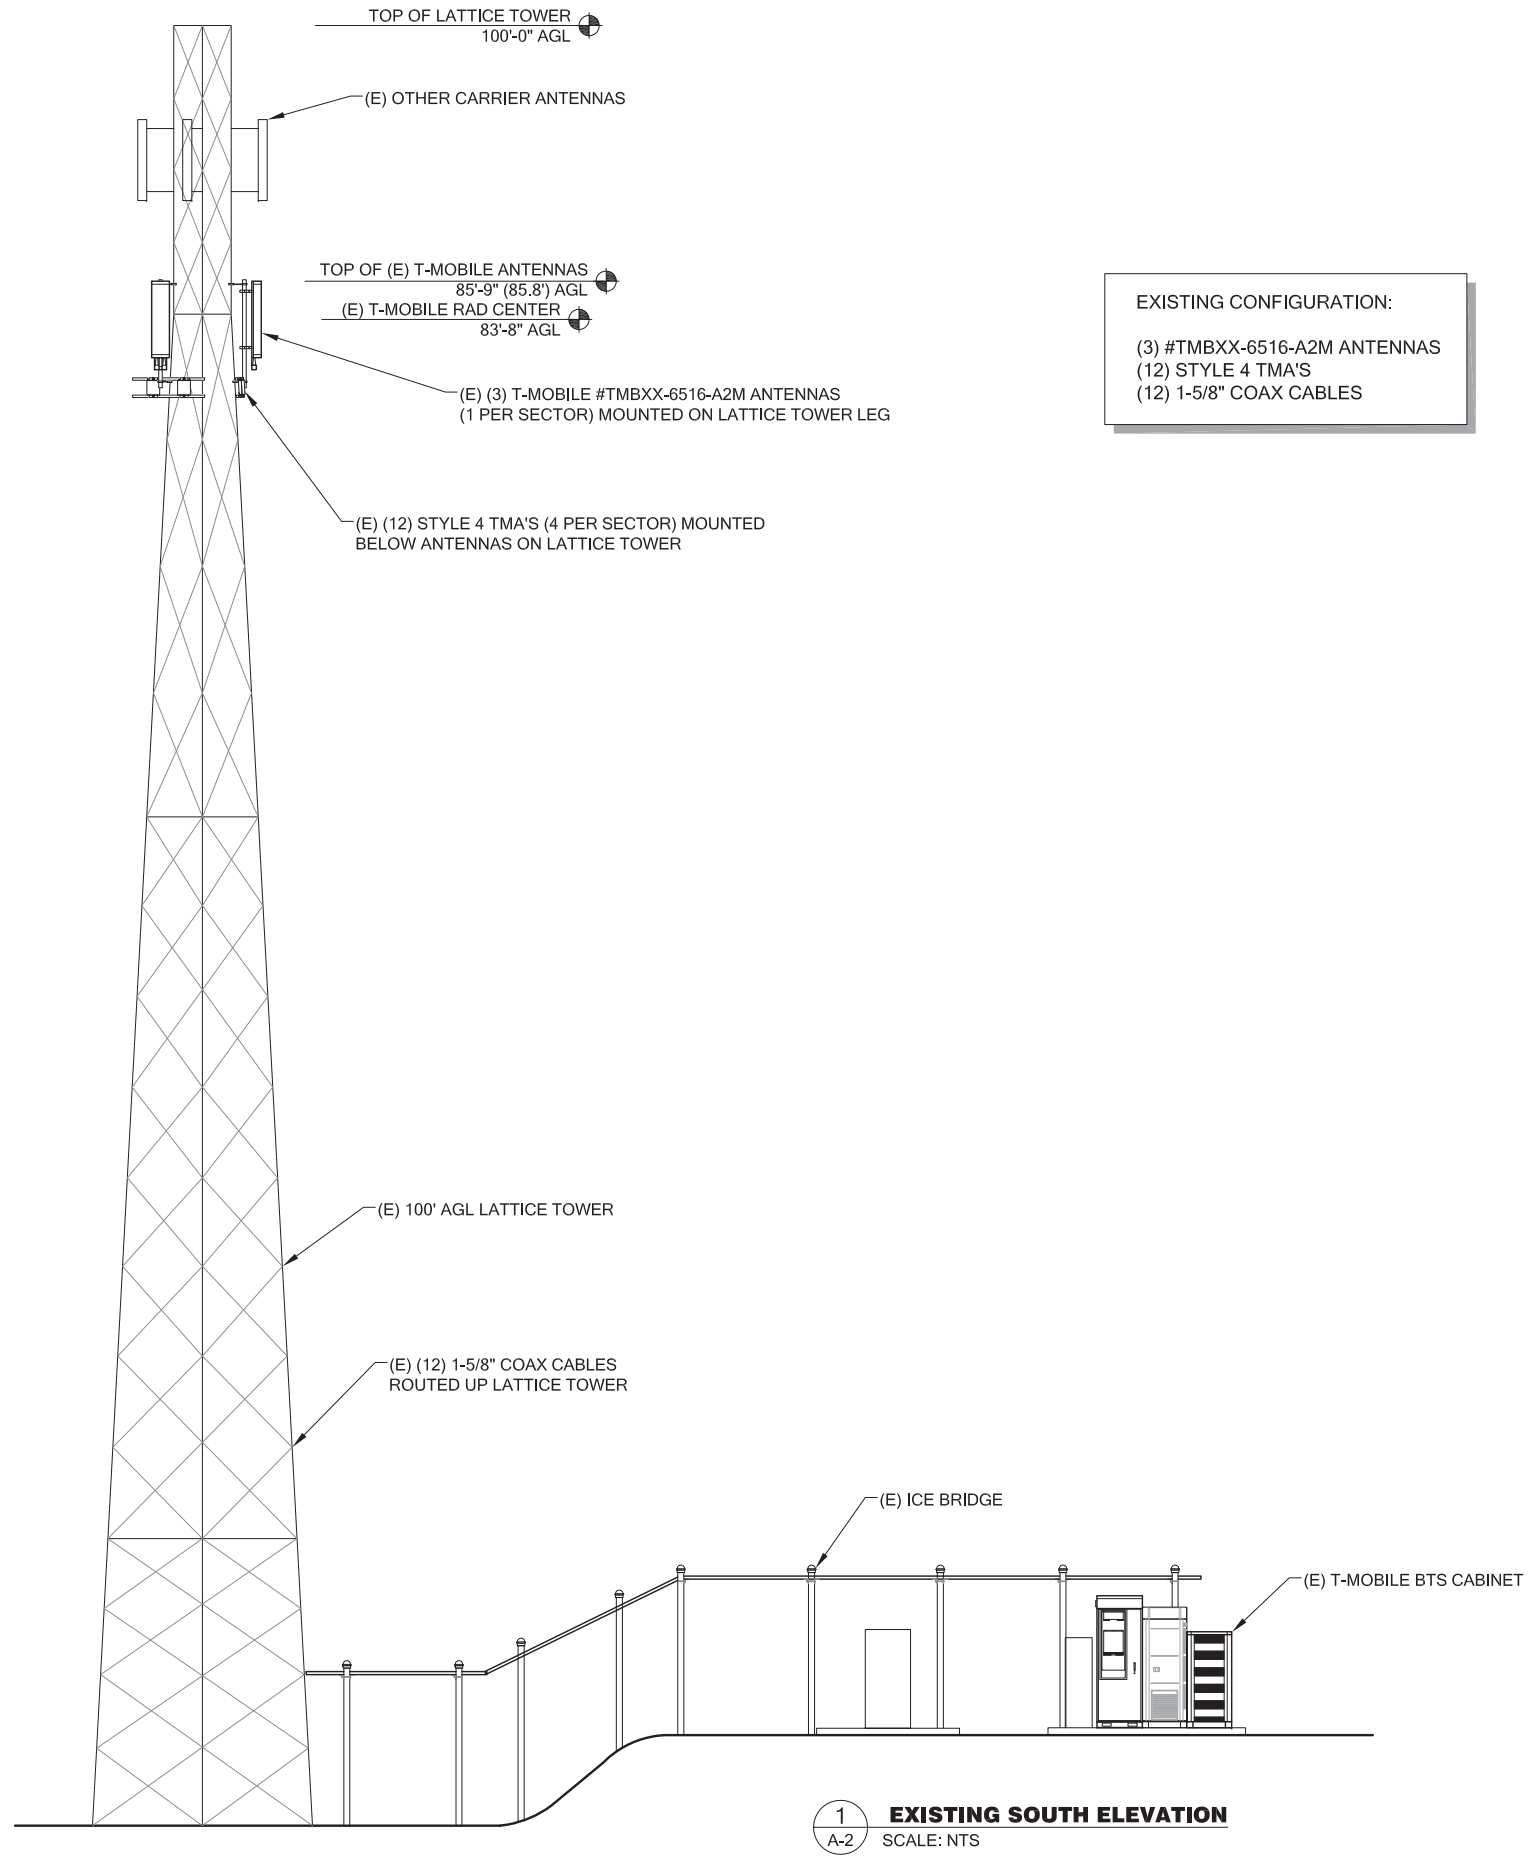 TOP OF LATTICE TOWER
100'-0" AGL
(E) OTHER CARRIER ANTENNAS
TOP OF (E) T-MOBILE ANTENNAS
85'-9" (85.8') AGL
(E) T-MOBILE RAD CENTER
83'-8" AGL
EXISTING CONFIGURATION:
(3) #TMBXX-6516-A2M ANTENNAS
(12) STYLE 4 TMA'S
(12) 1-5/8" COAX CABLES
(E) (3) T-MOBILE #TMBXX-6516-A2M ANTENNAS
(1 PER SECTOR) MOUNTED ON LATTICE TOWER LEG
(E) (12) STYLE 4 TMA'S (4 PER SECTOR) MOUNTED
BELOW ANTENNAS ON LATTICE TOWER
(E) 100' AGL LATTICE TOWER
(E) (12) 1-5/8" COAX CABLES
ROUTED UP LATTICE TOWER
(E) ICE BRIDGE
(E) T-MOBILE BTS CABINET
1
A-2
EXISTING SOUTH ELEVATION
SCALE: NTS